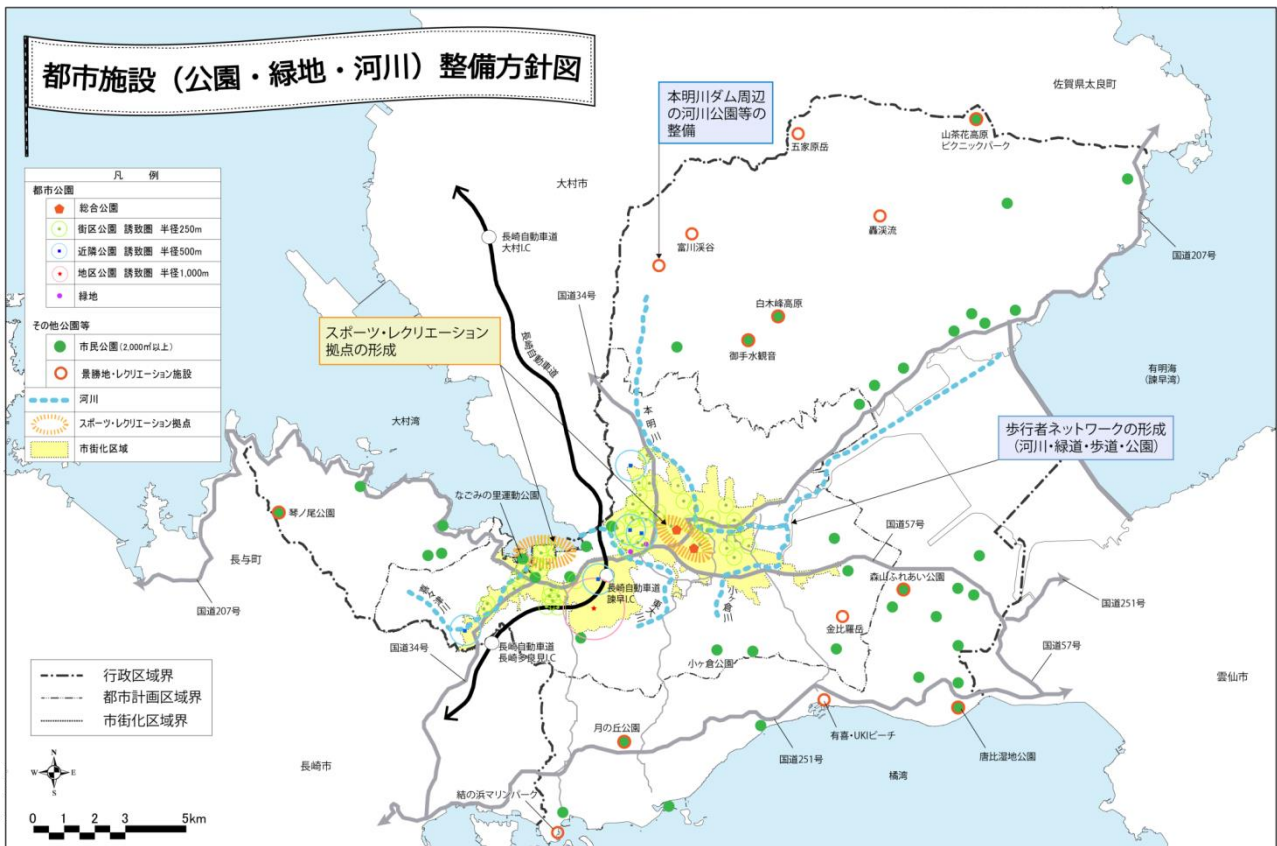 都市施設（公園・緑地・河川）整備方針図
凡 例
都市公園
総合公園
街区公園 誘致圏 半径250m
近隣公園 誘致圏 半径500m
地区公園 誘致圏 半径1,000m
緑地
その他公園等
市民公園(2,000㎡以上)
景勝地・レクリエーション施設
河川
スポーツ・レクリエーション拠点
市街化区域
本明川ダム周辺
の河川公園等の
整備
佐賀県太良町
山茶花高原
ピクニックパーク
五家原岳
大村市
長崎自動車道
大村I.C
富川渓谷
轟渓流
国道207号
国道34号
白木峰高原
御手水観音
スポーツ・レクリエーション
拠点の形成
長崎自動車道
本明川
有明海
(諫早湾)
大村湾
歩行者ネットワークの形成
（河川・緑道・歩道・公園）
なごみの里運動公園
琴ノ尾公園
長与町
国道207号
国道57号
森山ふれあい公園
国道251号
長崎自動車道
諫早I.C
喜々津川
東大川
小ヶ倉川
金比羅岳
国道34号
長崎自動車道
長崎多良見I.C
小ヶ倉公園
国道57号
雲仙市
行政区域界
都市計画区域界
市街化区域界
月の丘公園
有喜・UKIビーチ
唐比湿地公園
国道251号
橘湾
長崎市
結の浜マリンパーク
N
W
E
S
0 1 2 3 5km